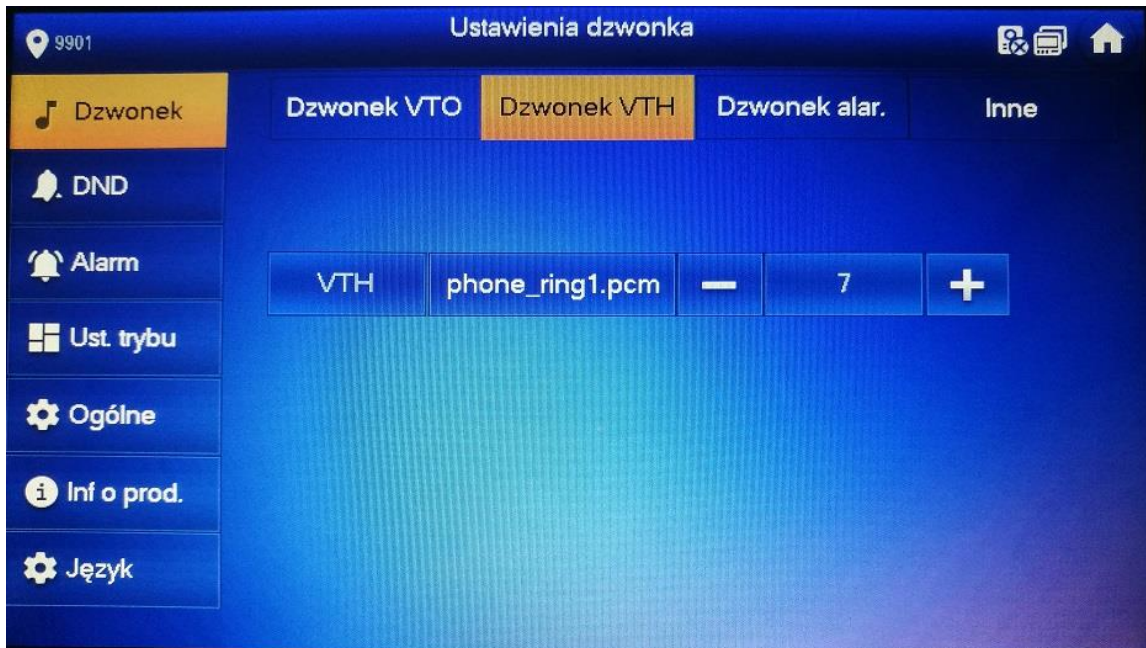 9901
Ustawienia dzwonka
Dzwonek
DND
Alarm
Ust. trybu
Ogólne
Inf o prod.
Język
Dzwonek VTO
Dzwonek VTH
Dzwonek alar.
Inne
VTH
phone_ring1.pcm
7